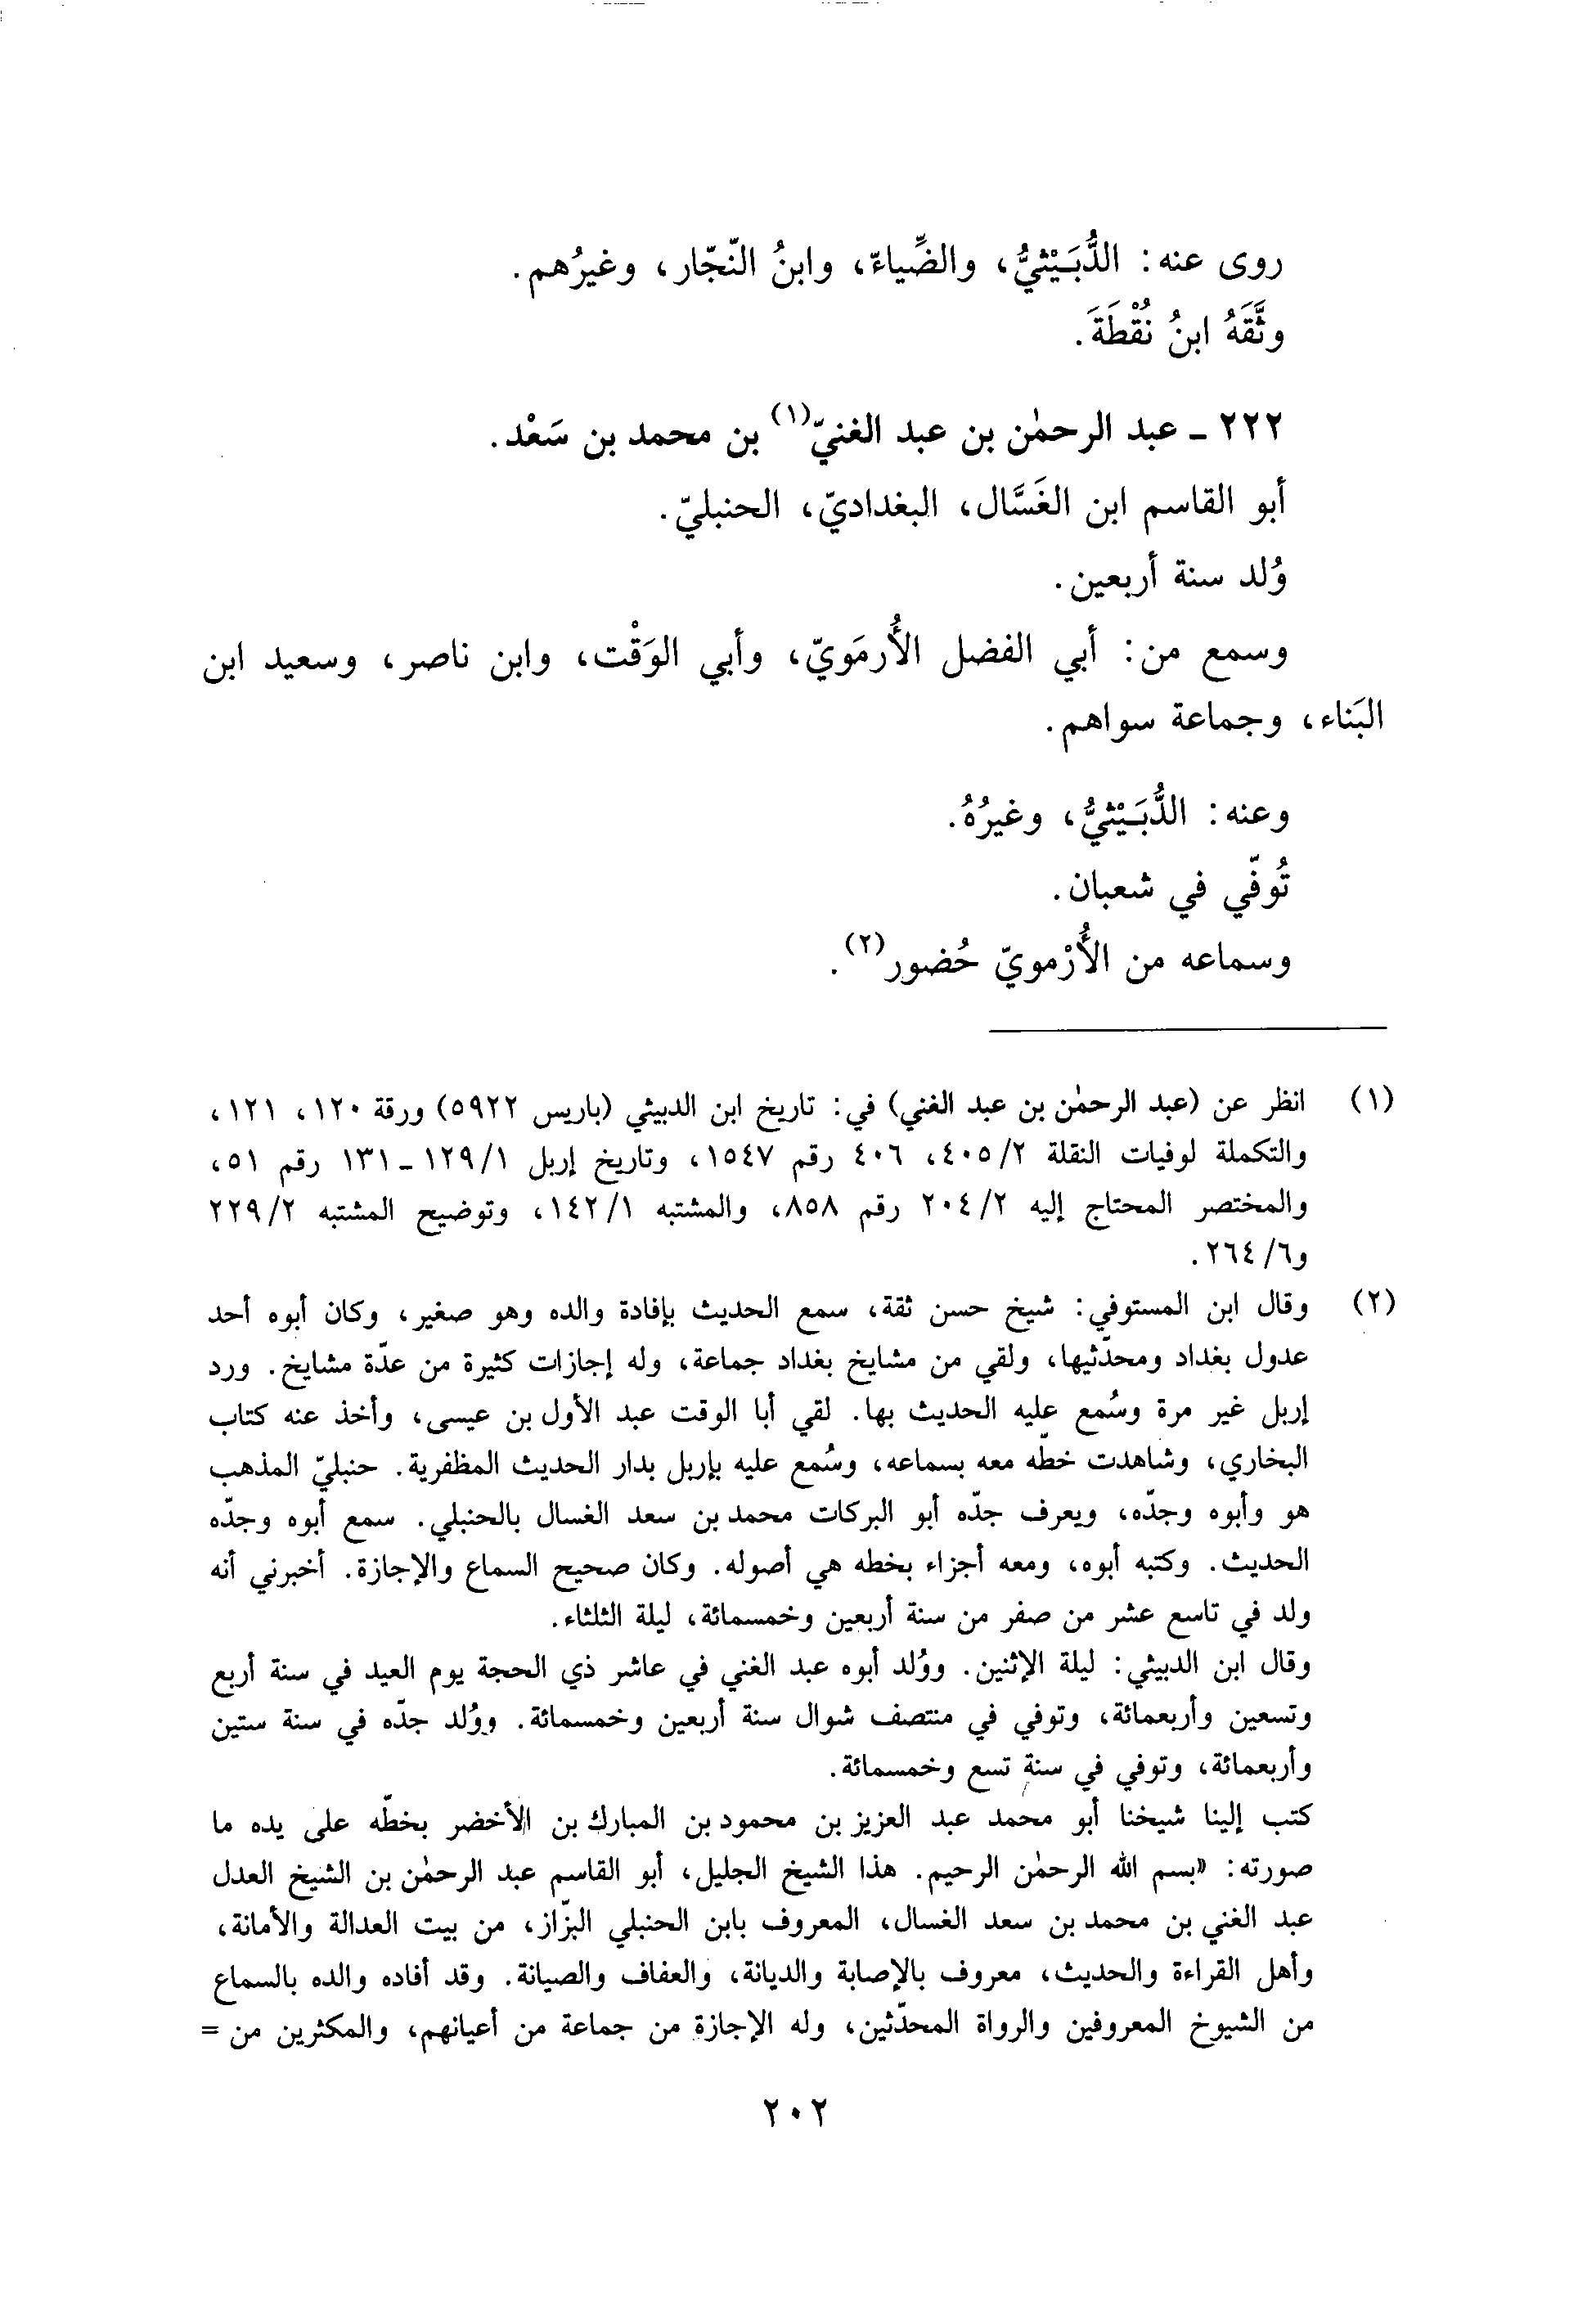 روى عنه: الدُّبَيْثيُّ، والضِّياءّ، وابنُ النّجّار، وغيرُهم.
وثَّقَهُ ابنُ نُقْطَةَ.
٢٢٢ ـ عبد الرحمٰن بن عبد الغنيّ(١) بن محمد بن سَعْد.
أبو القاسم ابن الغَسَّال، البغداديّ، الحنبليّ.
وُلد سنة أربعين.
وسمع من: أبي الفضل الأُرمَويّ، وأبي الوَقْت، وابن ناصر، وسعيد ابن
البَناء، وجماعة سواهم.
وعنه: الدُّبَيْثيُّ، وغيرُهُ.
تُوفّي في شعبان.
وسماعه من الأُرْمويّ حُضور(٢).
(١) انظر عن (عبد الرحمٰن بن عبد الغني) في: تاريخ ابن الدبيثي (باريس ٥٩٢٢) ورقة ١٢٠، ١٢١،
والتكملة لوفيات النقلة ٢/ ٤٠٥، ٤٠٦ رقم ١٥٤٧، وتاريخ إربل ١/ ١٢٩ ـ ١٣١ رقم ٥١،
والمختصر المحتاج إليه ٢/ ٢٠٤ رقم ٨٥٨، والمشتبه ١/ ١٤٢، وتوضيح المشتبه ٢/ ٢٢٩
و٦/ ٢٦٤.
(٢) وقال ابن المستوفي: شيخ حسن ثقة، سمع الحديث بإفادة والده وهو صغير، وكان أبوه أحد
عدول بغداد ومحدّثيها، ولقي من مشايخ بغداد جماعة، وله إجازات كثيرة من عدّة مشايخ. ورد
إربل غير مرة وسُمع عليه الحديث بها. لقي أبا الوقت عبد الأول بن عيسى، وأخذ عنه كتاب
البخاري، وشاهدت خطّه معه بسماعه، وسُمع عليه بإربل بدار الحديث المظفرية. حنبليّ المذهب
هو وأبوه وجدّه، ويعرف جدّه أبو البركات محمد بن سعد الغسال بالحنبلي. سمع أبوه وجدّه
الحديث. وكتبه أبوه، ومعه أجزاء بخطه هي أصوله. وكان صحيح السماع والإجازة. أخبرني أنه
ولد في تاسع عشر من صفر من سنة أربعين وخمسمائة، ليلة الثلثاء.
وقال ابن الدبيثي: ليلة الإثنين. ووُلد أبوه عبد الغني في عاشر ذي الحجة يوم العيد في سنة أربع
وتسعين وأربعمائة، وتوفي في منتصف شوال سنة أربعين وخمسمائة. ووُلد جدّه في سنة ستين
وأربعمائة، وتوفي في سنة تسع وخمسمائة.
كتب إلينا شيخنا أبو محمد عبد العزيز بن محمود بن المبارك بن الأخضر بخطّه على يده ما
صورته: «بسم الله الرحمٰن الرحيم. هذا الشيخ الجليل، أبو القاسم عبد الرحمٰن بن الشيخ العدل
عبد الغني بن محمد بن سعد الغسال، المعروف بابن الحنبلي البزّاز، من بيت العدالة والأمانة،
وأهل القراءة والحديث، معروف بالإصابة والديانة، والعفاف والصيانة. وقد أفاده والده بالسماع
من الشيوخ المعروفين والرواة المحدّثين، وله الإجازة من جماعة من أعيانهم، والمكثرين من =
٢٠٢